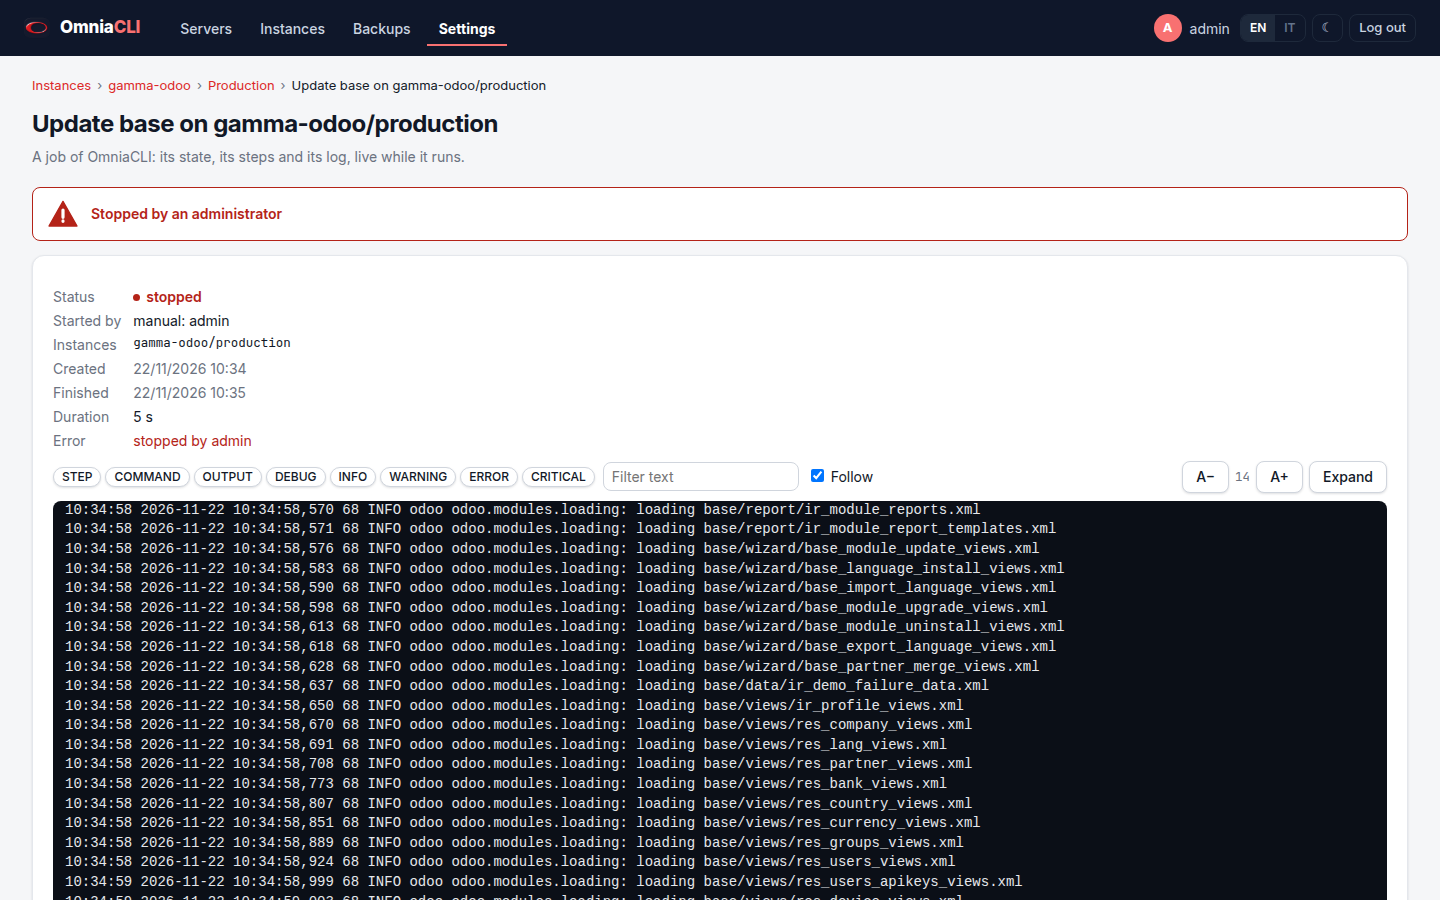 OmniaCLI
Servers
Instances
Backups
Settings
A
admin
EN
IT
Log out
Instances › gamma-odoo › Production › Update base on gamma-odoo/production
Update base on gamma-odoo/production
A job of OmniaCLI: its state, its steps and its log, live while it runs.
Stopped by an administrator
Status stopped
Started by manual: admin
Instances gamma-odoo/production
Created 22/11/2026 10:34
Finished 22/11/2026 10:35
Duration 5 s
Error stopped by admin
STEP COMMAND OUTPUT DEBUG INFO WARNING ERROR CRITICAL Filter text Follow A− 14 A+ Expand
10:34:58 2026-11-22 10:34:58,570 68 INFO odoo odoo.modules.loading: loading base/report/ir_module_reports.xml
10:34:58 2026-11-22 10:34:58,571 68 INFO odoo odoo.modules.loading: loading base/report/ir_module_report_templates.xml
10:34:58 2026-11-22 10:34:58,576 68 INFO odoo odoo.modules.loading: loading base/wizard/base_module_update_views.xml
10:34:58 2026-11-22 10:34:58,583 68 INFO odoo odoo.modules.loading: loading base/wizard/base_language_install_views.xml
10:34:58 2026-11-22 10:34:58,590 68 INFO odoo odoo.modules.loading: loading base/wizard/base_import_language_views.xml
10:34:58 2026-11-22 10:34:58,598 68 INFO odoo odoo.modules.loading: loading base/wizard/base_module_upgrade_views.xml
10:34:58 2026-11-22 10:34:58,613 68 INFO odoo odoo.modules.loading: loading base/wizard/base_module_uninstall_views.xml
10:34:58 2026-11-22 10:34:58,618 68 INFO odoo odoo.modules.loading: loading base/wizard/base_export_language_views.xml
10:34:58 2026-11-22 10:34:58,628 68 INFO odoo odoo.modules.loading: loading base/wizard/base_partner_merge_views.xml
10:34:58 2026-11-22 10:34:58,637 68 INFO odoo odoo.modules.loading: loading base/data/ir_demo_failure_data.xml
10:34:58 2026-11-22 10:34:58,650 68 INFO odoo odoo.modules.loading: loading base/views/ir_profile_views.xml
10:34:58 2026-11-22 10:34:58,670 68 INFO odoo odoo.modules.loading: loading base/views/res_company_views.xml
10:34:58 2026-11-22 10:34:58,691 68 INFO odoo odoo.modules.loading: loading base/views/res_lang_views.xml
10:34:58 2026-11-22 10:34:58,708 68 INFO odoo odoo.modules.loading: loading base/views/res_partner_views.xml
10:34:58 2026-11-22 10:34:58,773 68 INFO odoo odoo.modules.loading: loading base/views/res_bank_views.xml
10:34:58 2026-11-22 10:34:58,807 68 INFO odoo odoo.modules.loading: loading base/views/res_country_views.xml
10:34:58 2026-11-22 10:34:58,851 68 INFO odoo odoo.modules.loading: loading base/views/res_currency_views.xml
10:34:58 2026-11-22 10:34:58,889 68 INFO odoo odoo.modules.loading: loading base/views/res_groups_views.xml
10:34:58 2026-11-22 10:34:58,924 68 INFO odoo odoo.modules.loading: loading base/views/res_users_views.xml
10:34:59 2026-11-22 10:34:58,999 68 INFO odoo odoo.modules.loading: loading base/views/res_users_apikeys_views.xml